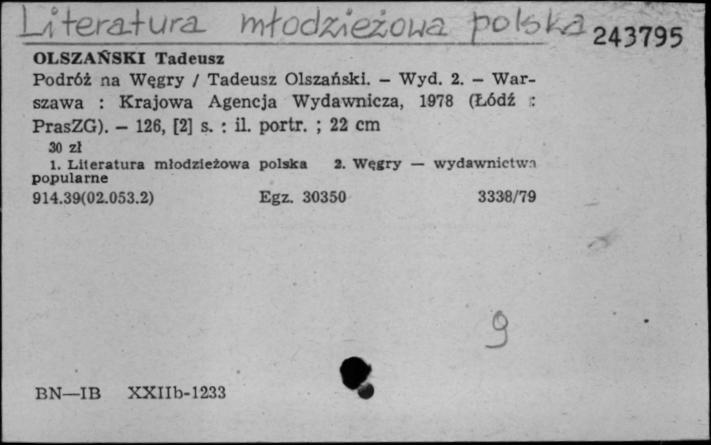 Literatura młodzieżowa polska 243795
OLSZAŃSKI Tadeusz
Podróż na Węgry / Tadeusz Olszański. – Wyd. 2. – War-
szawa : Krajowa Agencja Wydawnicza, 1978 (Łódź :
PrasZG). – 126, [2] s. : il. portr. ; 22 cm
30 zł
1. Literatura młodzieżowa polska 2. Węgry — wydawnictwa
popularne
914.39(02.053.2) Egz. 30350 3338/79
9
BN—IB XXIIb-1233